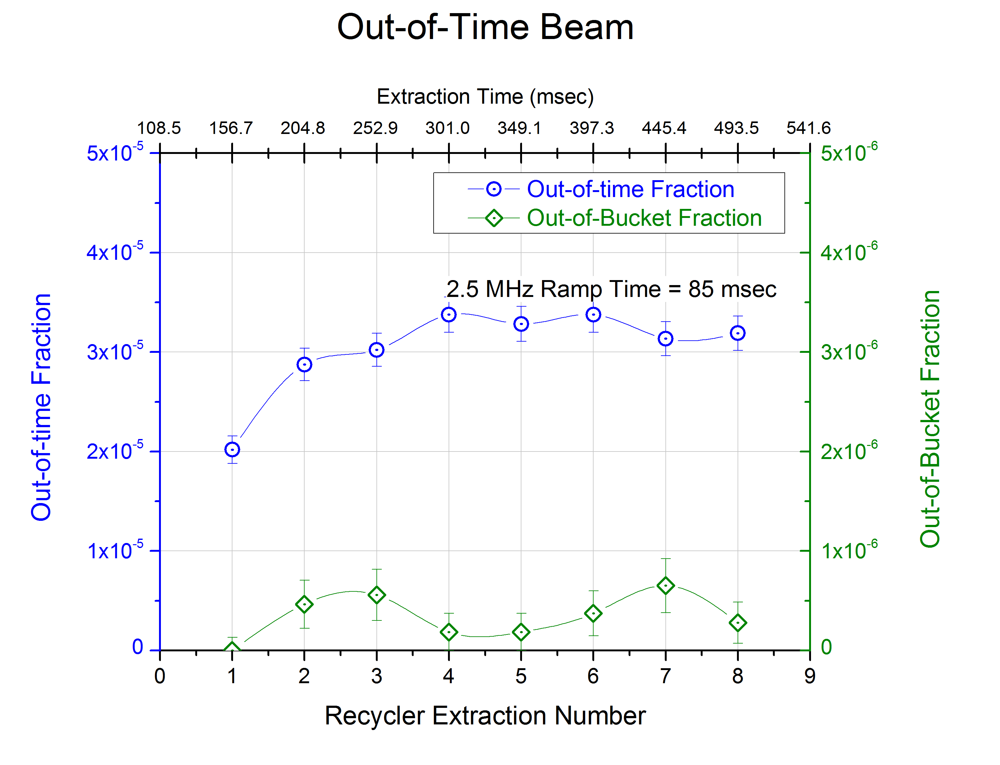 Out-of-Time Beam
Extraction Time (msec)
108.5 156.7 204.8 252.9 301.0 349.1 397.3 445.4 493.5 541.6
5x10^-5
4x10^-5
3x10^-5
2x10^-5
1x10^-5
0
Out-of-time Fraction
Out-of-time Fraction
Out-of-Bucket Fraction
2.5 MHz Ramp Time = 85 msec
5x10^-6
4x10^-6
3x10^-6
2x10^-6
1x10^-6
0
Out-of-Bucket Fraction
0 1 2 3 4 5 6 7 8 9
Recycler Extraction Number